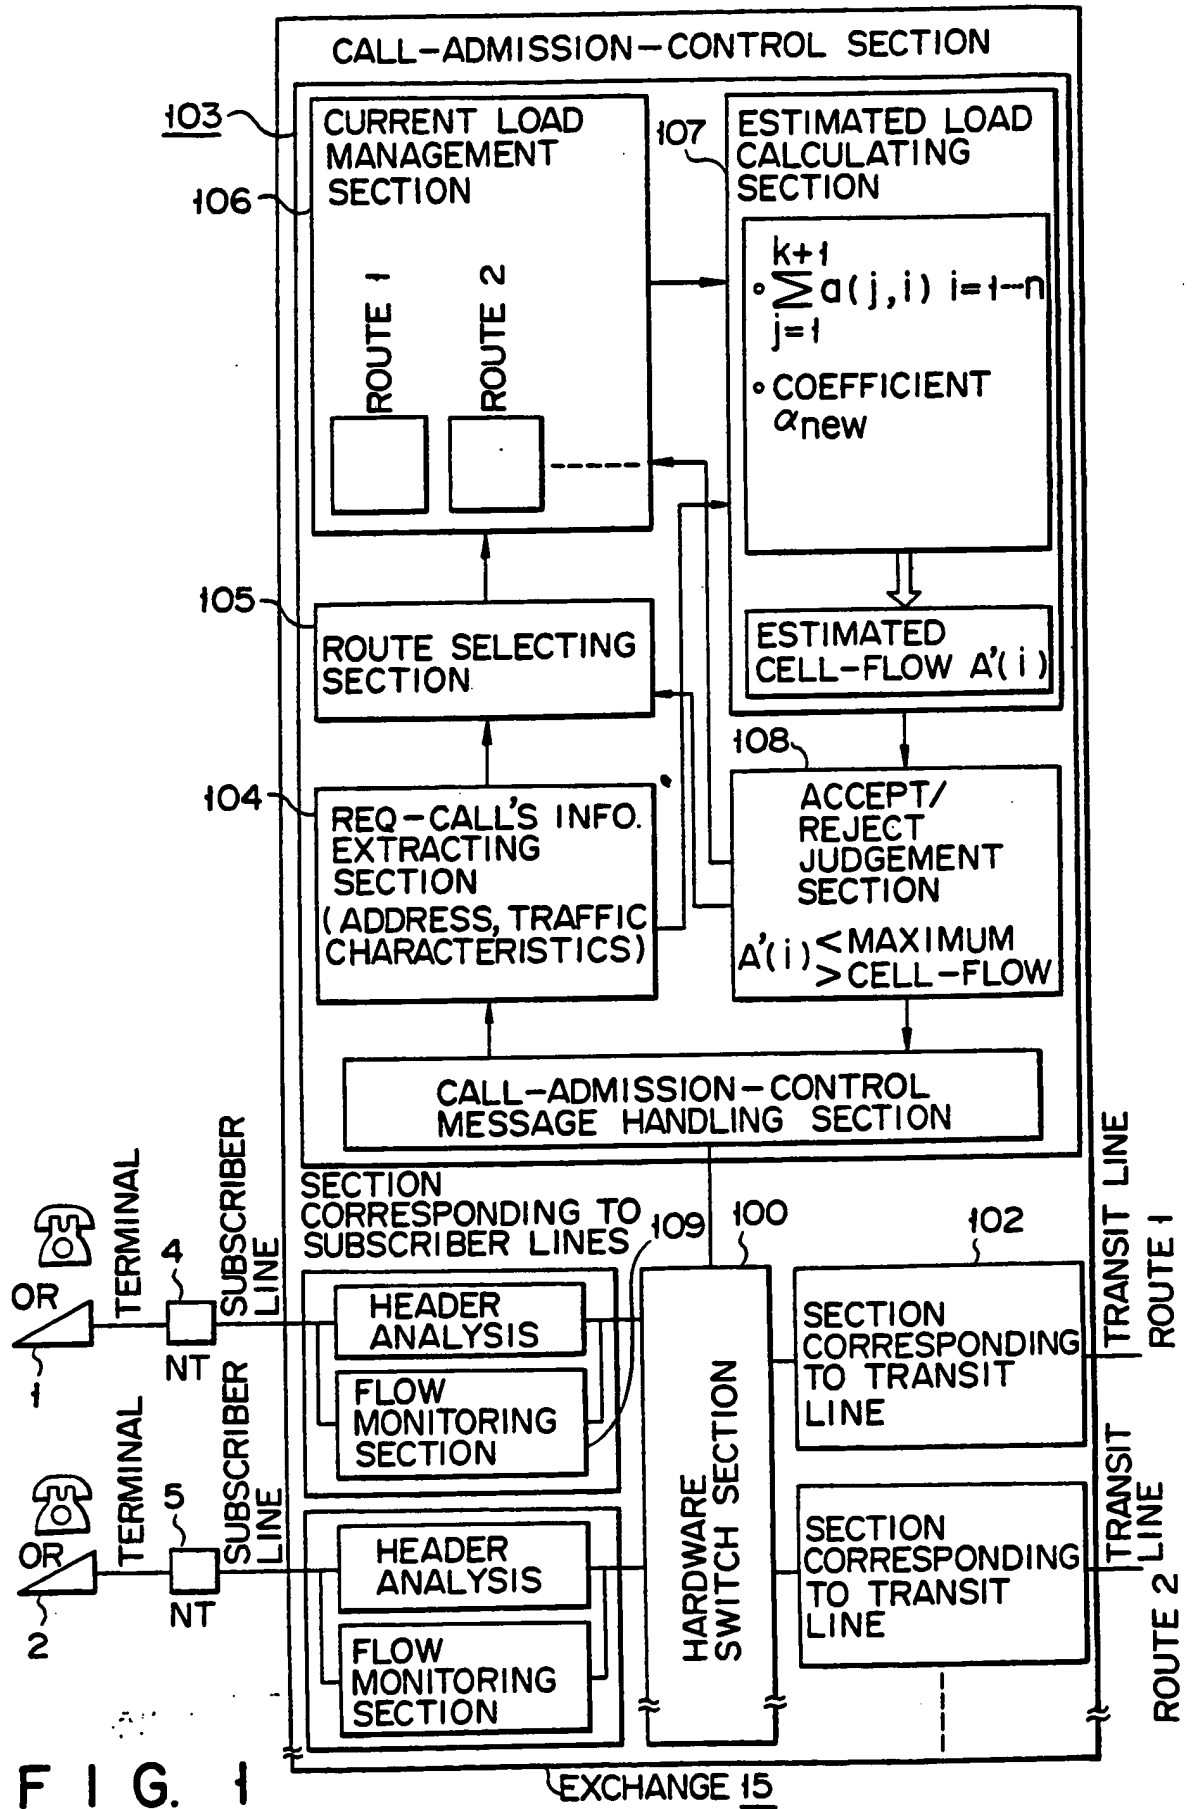 CALL-ADMISSION-CONTROL SECTION
103
CURRENT LOAD
MANAGEMENT
SECTION
106
ROUTE 1
ROUTE 2
107
ESTIMATED LOAD
CALCULATING
SECTION
k+1
∘ ∑ a(j,i) i=1···n
j=1
∘ COEFFICIENT
αnew
ESTIMATED
CELL-FLOW A'(i)
105
ROUTE SELECTING
SECTION
104
REQ-CALL'S INFO.
EXTRACTING
SECTION
(ADDRESS, TRAFFIC
CHARACTERISTICS)
108
ACCEPT/
REJECT
JUDGEMENT
SECTION
A'(i) < MAXIMUM
> CELL-FLOW
CALL-ADMISSION-CONTROL
MESSAGE HANDLING SECTION
SECTION
CORRESPONDING TO
SUBSCRIBER LINES
109
100
102
TERMINAL
SUBSCRIBER
LINE
4
OR
1
NT
HEADER
ANALYSIS
FLOW
MONITORING
SECTION
HARDWARE
SWITCH SECTION
SECTION
CORRESPONDING
TO TRANSIT
LINE
TRANSIT LINE
ROUTE 1
TERMINAL
SUBSCRIBER
LINE
5
OR
2
NT
HEADER
ANALYSIS
FLOW
MONITORING
SECTION
SECTION
CORRESPONDING
TO TRANSIT
LINE
TRANSIT
LINE
ROUTE 2
EXCHANGE 15
FIG. 1